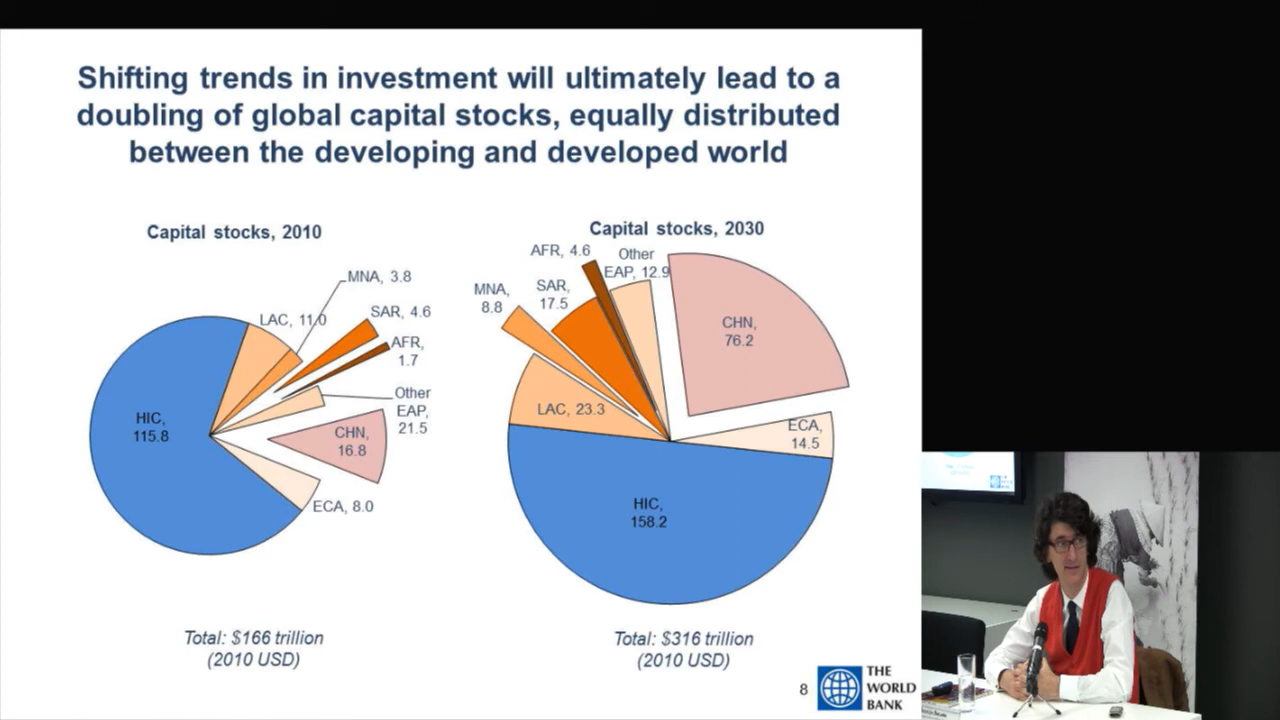 Shifting trends in investment will ultimately lead to a
doubling of global capital stocks, equally distributed
between the developing and developed world
Capital stocks, 2010
MNA, 3.8
LAC, 11.0
SAR, 4.6
AFR,
1.7
Other
EAP,
21.5
HIC,
115.8
CHN,
16.8
ECA, 8.0
Total: $166 trillion
(2010 USD)
Capital stocks, 2030
AFR, 4.6
Other
EAP, 12.9
MNA,
8.8
SAR,
17.5
CHN,
76.2
LAC, 23.3
ECA,
14.5
HIC,
158.2
Total: $316 trillion
(2010 USD)
8
THE
WORLD
BANK